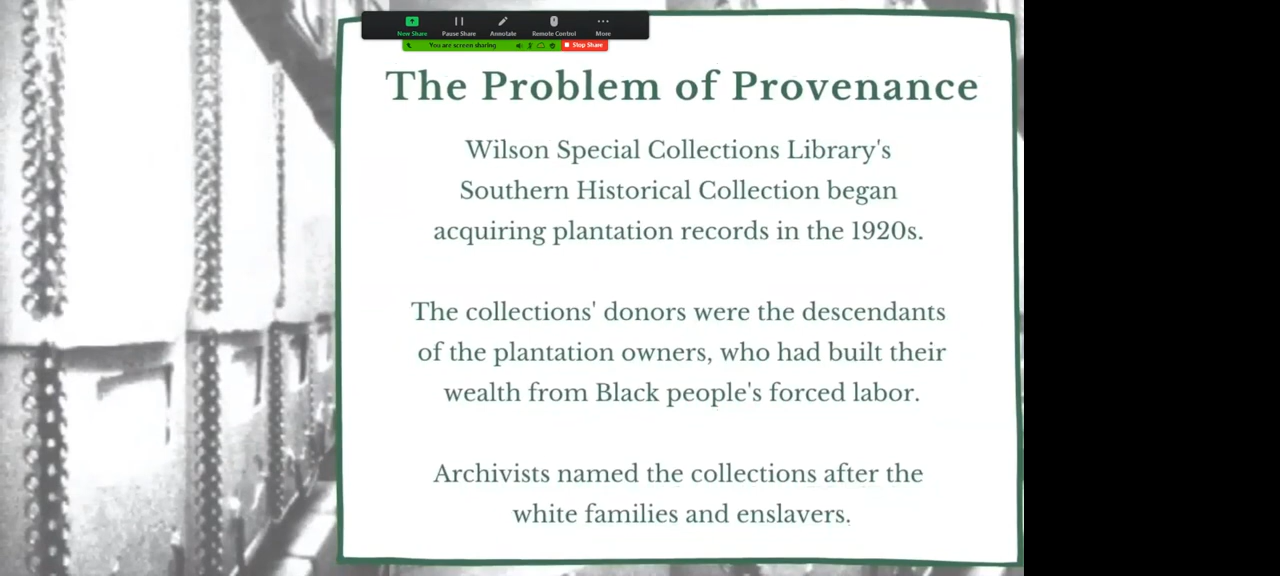 New Share
Pause Share
Annotate
Remote Control
More
You are screen sharing
Stop Share
The Problem of Provenance
Wilson Special Collections Library's
Southern Historical Collection began
acquiring plantation records in the 1920s.
The collections' donors were the descendants
of the plantation owners, who had built their
wealth from Black people's forced labor.
Archivists named the collections after the
white families and enslavers.